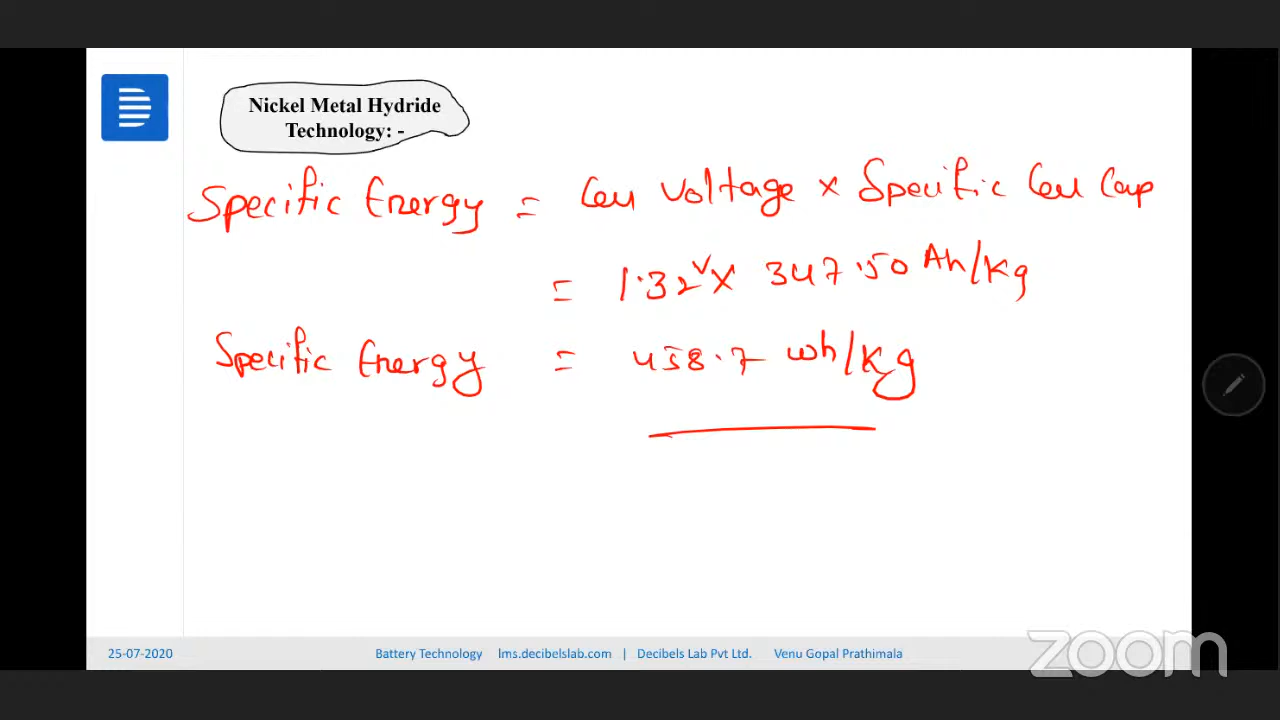 Nickel Metal Hydride
Technology: -
Specific Energy = Cell Voltage × Specific Cell Cap
= 1.32V × 347.50 Ah/Kg
Specific Energy = 458.7 Wh/Kg
25-07-2020 Battery Technology lms.decibelslab.com | Decibels Lab Pvt Ltd. Venu Gopal Prathimala
zoom